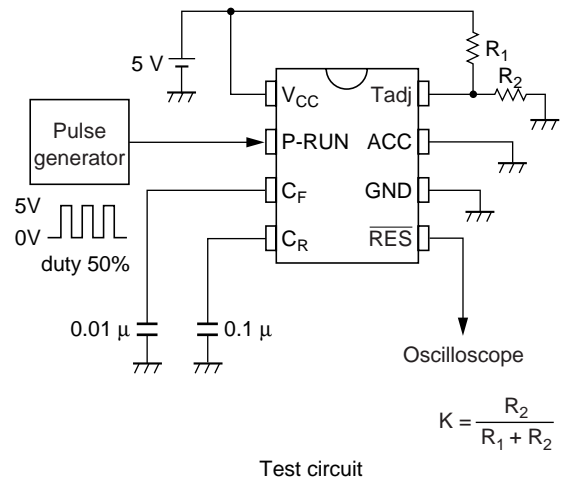 5 V
R1
R2
VCC
Tadj
Pulse
generator
P-RUN
ACC
CF
GND
5V
0V
duty 50%
CR
RES
0.01 μ
0.1 μ
Oscilloscope
K = R2
R1 + R2
Test circuit